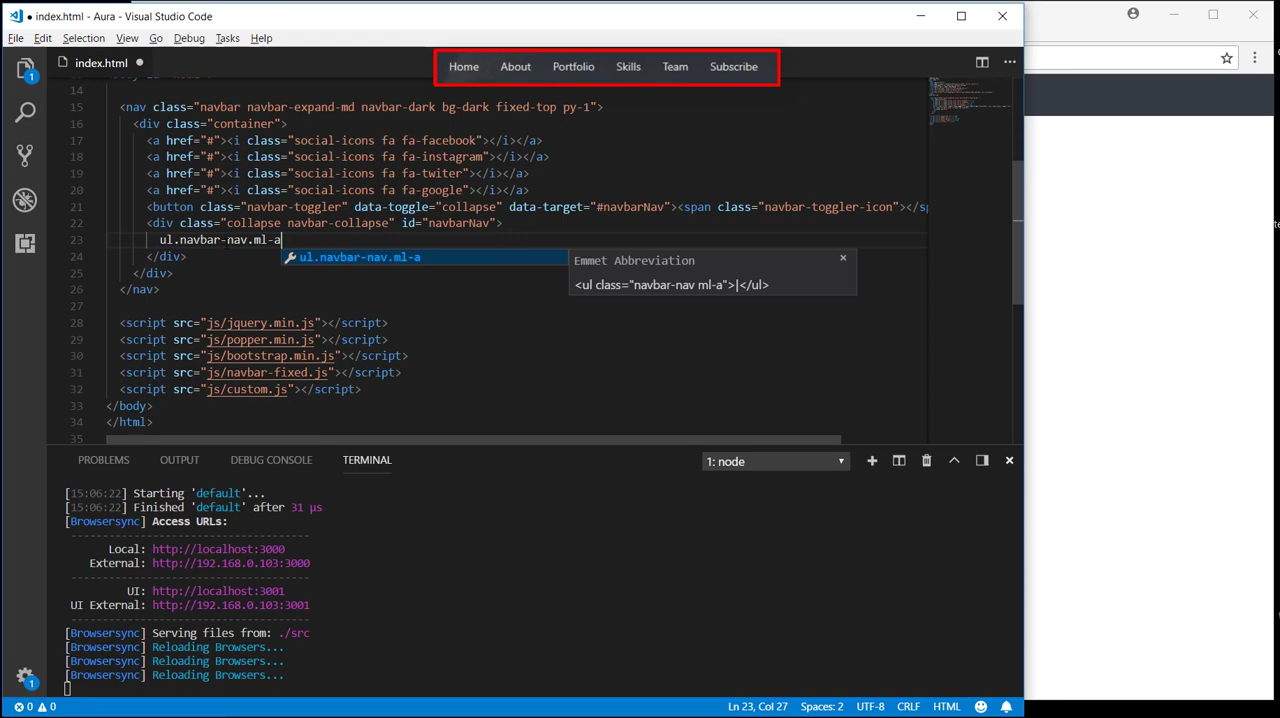 index.html - Aura - Visual Studio Code
File Edit Selection View Go Debug Tasks Help
index.html
Home About Portfolio Skills Team Subscribe
14
15 <nav class="navbar navbar-expand-md navbar-dark bg-dark fixed-top py-1">
16 <div class="container">
17 <a href="#"><i class="social-icons fa fa-facebook"></i></a>
18 <a href="#"><i class="social-icons fa fa-instagram"></i></a>
19 <a href="#"><i class="social-icons fa fa-twiter"></i></a>
20 <a href="#"><i class="social-icons fa fa-google"></i></a>
21 <button class="navbar-toggler" data-toggle="collapse" data-target="#navbarNav"><span class="navbar-toggler-icon"></sp
22 <div class="collapse navbar-collapse" id="navbarNav">
23 ul.navbar-nav.ml-a
ul.navbar-nav.ml-a
Emmet Abbreviation
<ul class="navbar-nav ml-a">|</ul>
24 </div>
25 </div>
26 </nav>
27
28 <script src="js/jquery.min.js"></script>
29 <script src="js/popper.min.js"></script>
30 <script src="js/bootstrap.min.js"></script>
31 <script src="js/navbar-fixed.js"></script>
32 <script src="js/custom.js"></script>
33 </body>
34 </html>
35
PROBLEMS OUTPUT DEBUG CONSOLE TERMINAL 1: node
[15:06:22] Starting 'default'...
[15:06:22] Finished 'default' after 31 μs
[Browsersync] Access URLs:
--------------------------------------
Local: http://localhost:3000
External: http://192.168.0.103:3000
--------------------------------------
UI: http://localhost:3001
UI External: http://192.168.0.103:3001
--------------------------------------
[Browsersync] Serving files from: ./src
[Browsersync] Reloading Browsers...
[Browsersync] Reloading Browsers...
[Browsersync] Reloading Browsers...
1
1
0 0 Ln 23, Col 27 Spaces: 2 UTF-8 CRLF HTML